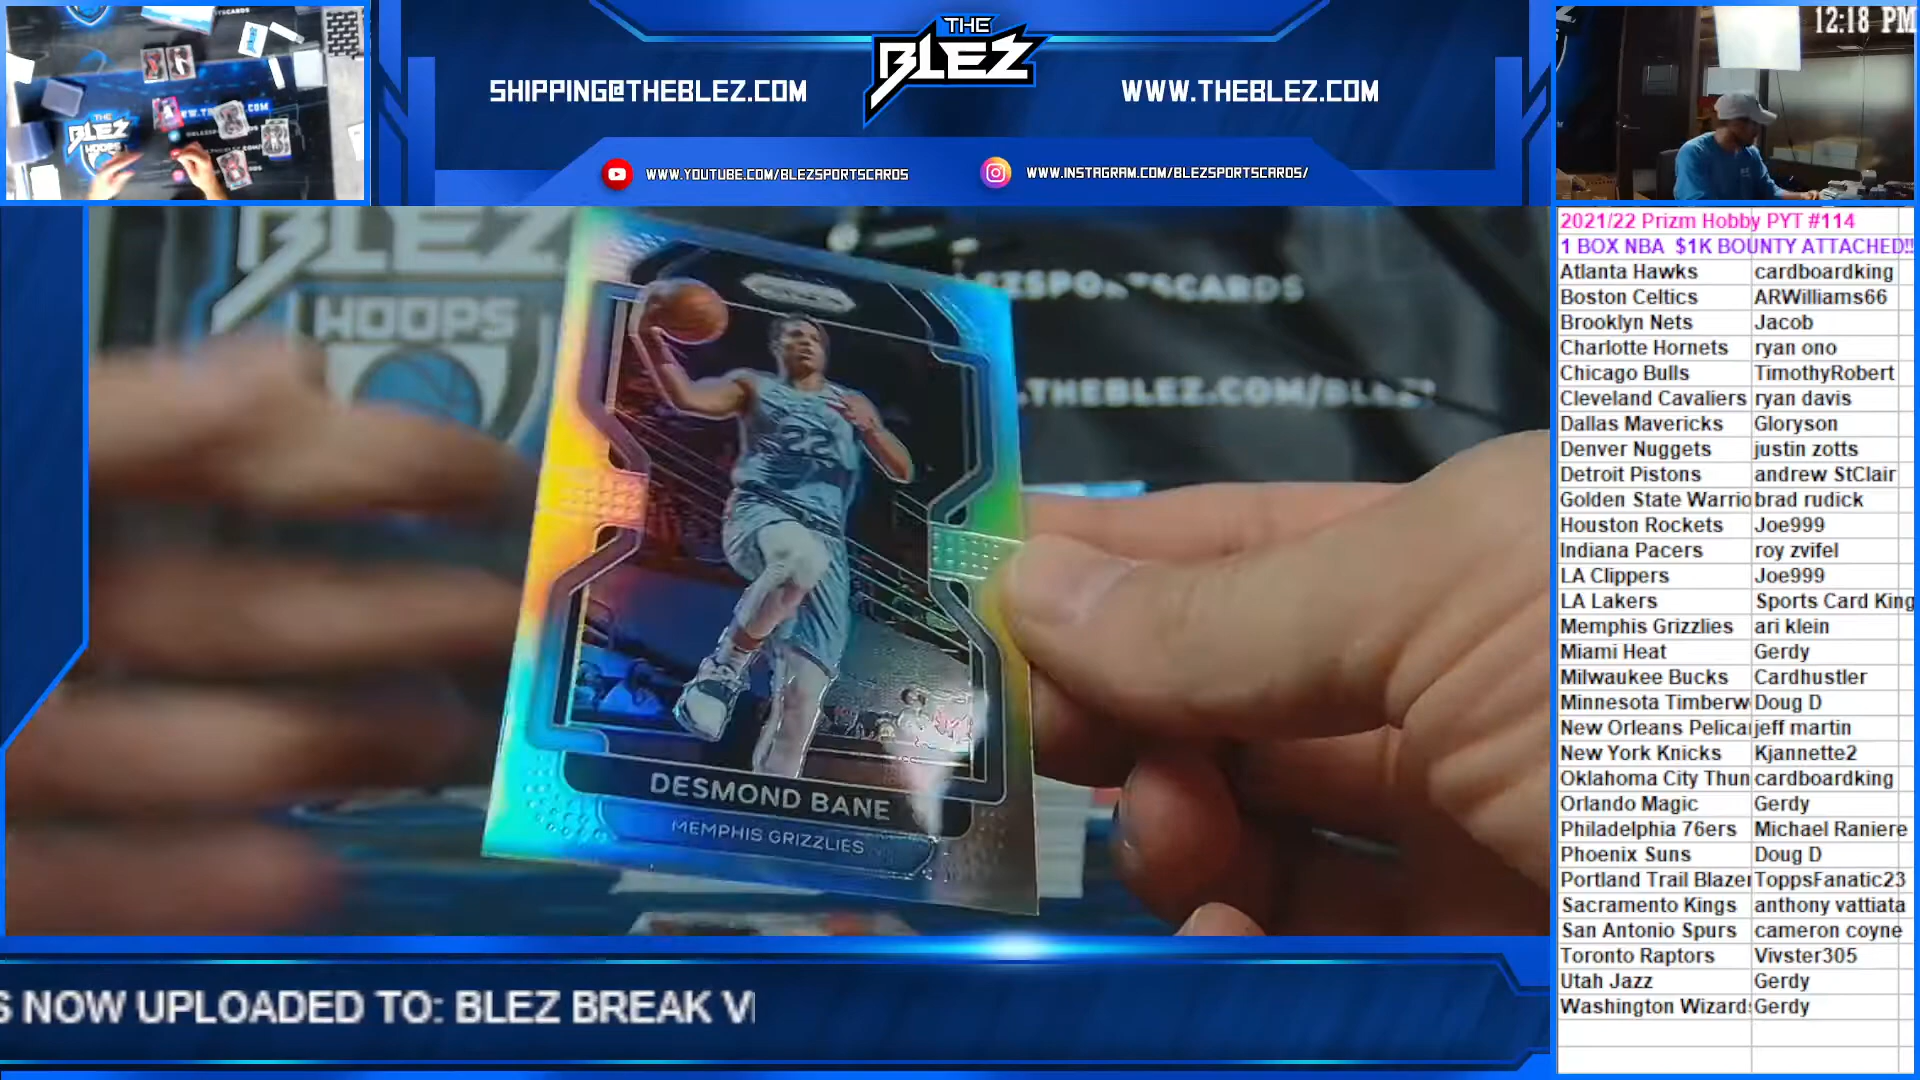 THE
BLEZ
SHIPPING@THEBLEZ.COM
WWW.THEBLEZ.COM
WWW.YOUTUBE.COM/BLEZSPORTSCARDS
WWW.INSTAGRAM.COM/BLEZSPORTSCARDS/
12:18 PM
THE
BLEZ
HOOPS
BLEZ
HOOPS
22
DESMOND BANE
MEMPHIS GRIZZLIES
2021/22 Prizm Hobby PYT #114
1 BOX NBA $1K BOUNTY ATTACHED!!
Atlanta Hawks cardboardking
Boston Celtics ARWilliams66
Brooklyn Nets Jacob
Charlotte Hornets ryan ono
Chicago Bulls TimothyRobert
Cleveland Cavaliers ryan davis
Dallas Mavericks Gloryson
Denver Nuggets justin zotts
Detroit Pistons andrew StClair
Golden State Warrio brad rudick
Houston Rockets Joe999
Indiana Pacers roy zvifel
LA Clippers Joe999
LA Lakers Sports Card King
Memphis Grizzlies ari klein
Miami Heat Gerdy
Milwaukee Bucks Cardhustler
Minnesota Timberw Doug D
New Orleans Pelica jeff martin
New York Knicks Kjannette2
Oklahoma City Thun cardboardking
Orlando Magic Gerdy
Philadelphia 76ers Michael Raniere
Phoenix Suns Doug D
Portland Trail Blazer ToppsFanatic23
Sacramento Kings anthony vattiata
San Antonio Spurs cameron coyne
Toronto Raptors Vivster305
Utah Jazz Gerdy
Washington Wizards Gerdy
S NOW UPLOADED TO: BLEZ BREAK V